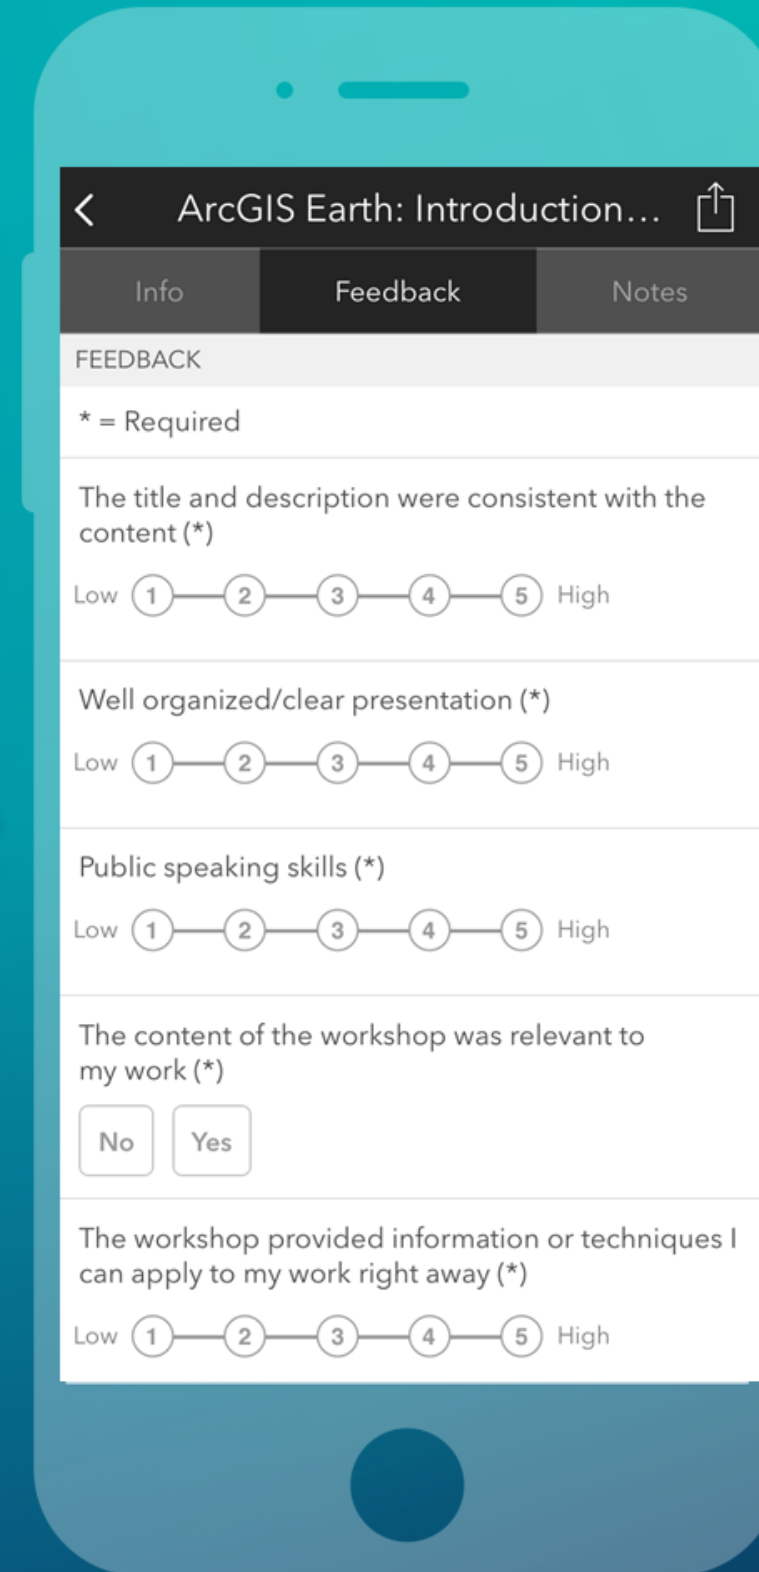 ArcGIS Earth: Introduction...
Info Feedback Notes
FEEDBACK
* = Required
The title and description were consistent with the
content (*)
Low 1 2 3 4 5 High
Well organized/clear presentation (*)
Low 1 2 3 4 5 High
Public speaking skills (*)
Low 1 2 3 4 5 High
The content of the workshop was relevant to
my work (*)
No Yes
The workshop provided information or techniques I
can apply to my work right away (*)
Low 1 2 3 4 5 High